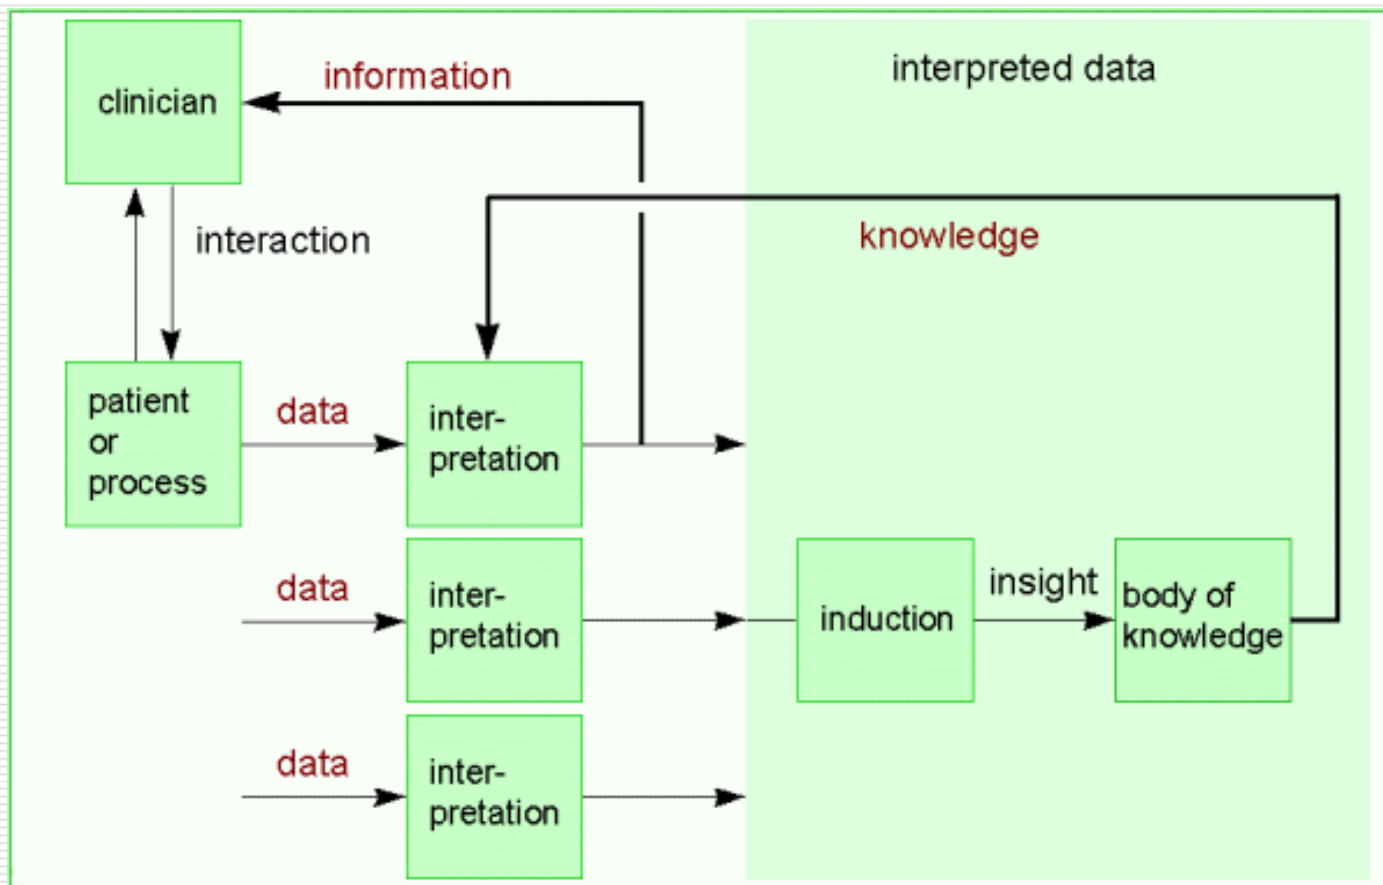 information
interpreted data
clinician
knowledge
interaction
patient
or
process
data
inter-
pretation
data
inter-
pretation
induction
insight
body of
knowledge
data
inter-
pretation